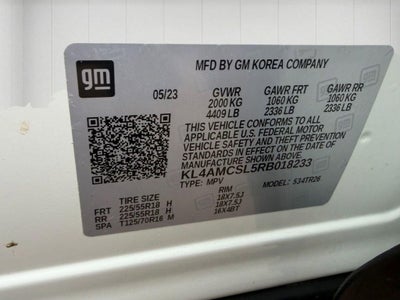 gm
MFD BY GM KOREA COMPANY
05/23 GVWR GAWR FRT GAWR RR
2000 KG 1060 KG 1060 KG
4409 LB 2336 LB 2336 LB
THIS VEHICLE CONFORMS TO ALL
APPLICABLE U.S. FEDERAL MOTOR
VEHICLE SAFETY AND THEFT PREVENTION
STANDARDS IN EFFECT ON THE DATE OF
MANUFACTURE SHOWN ABOVE.
KL4AMCSL5RB018233
TYPE: MPV MODEL: 534TR26
TIRE SIZE RIM
FRT 225/55R18 H 18X7.5J
RR 225/55R18 H 18X7.5J
SPA T125/70R16 M 16X4BT